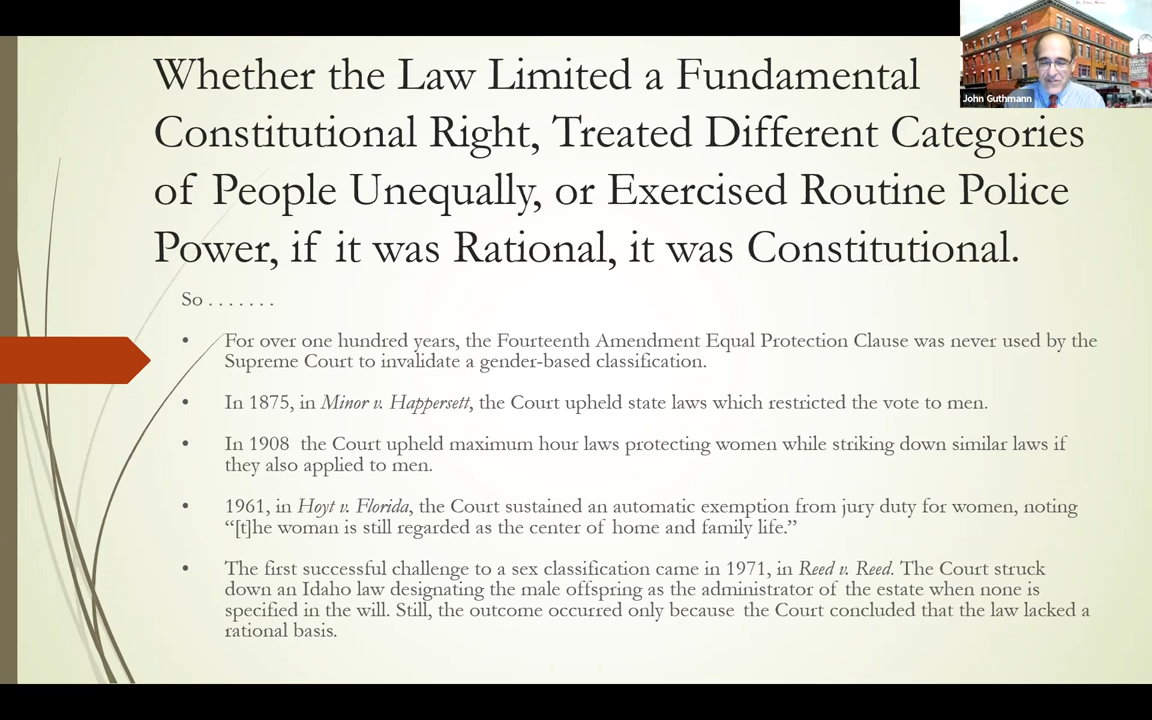 Whether the Law Limited a Fundamental
Constitutional Right, Treated Different Categories
of People Unequally, or Exercised Routine Police
Power, if it was Rational, it was Constitutional.
John Guthmann
So . . . . . . .
• For over one hundred years, the Fourteenth Amendment Equal Protection Clause was never used by the
Supreme Court to invalidate a gender-based classification.
• In 1875, in Minor v. Happersett, the Court upheld state laws which restricted the vote to men.
• In 1908 the Court upheld maximum hour laws protecting women while striking down similar laws if
they also applied to men.
• 1961, in Hoyt v. Florida, the Court sustained an automatic exemption from jury duty for women, noting
“[t]he woman is still regarded as the center of home and family life.”
• The first successful challenge to a sex classification came in 1971, in Reed v. Reed. The Court struck
down an Idaho law designating the male offspring as the administrator of the estate when none is
specified in the will. Still, the outcome occurred only because the Court concluded that the law lacked a
rational basis.